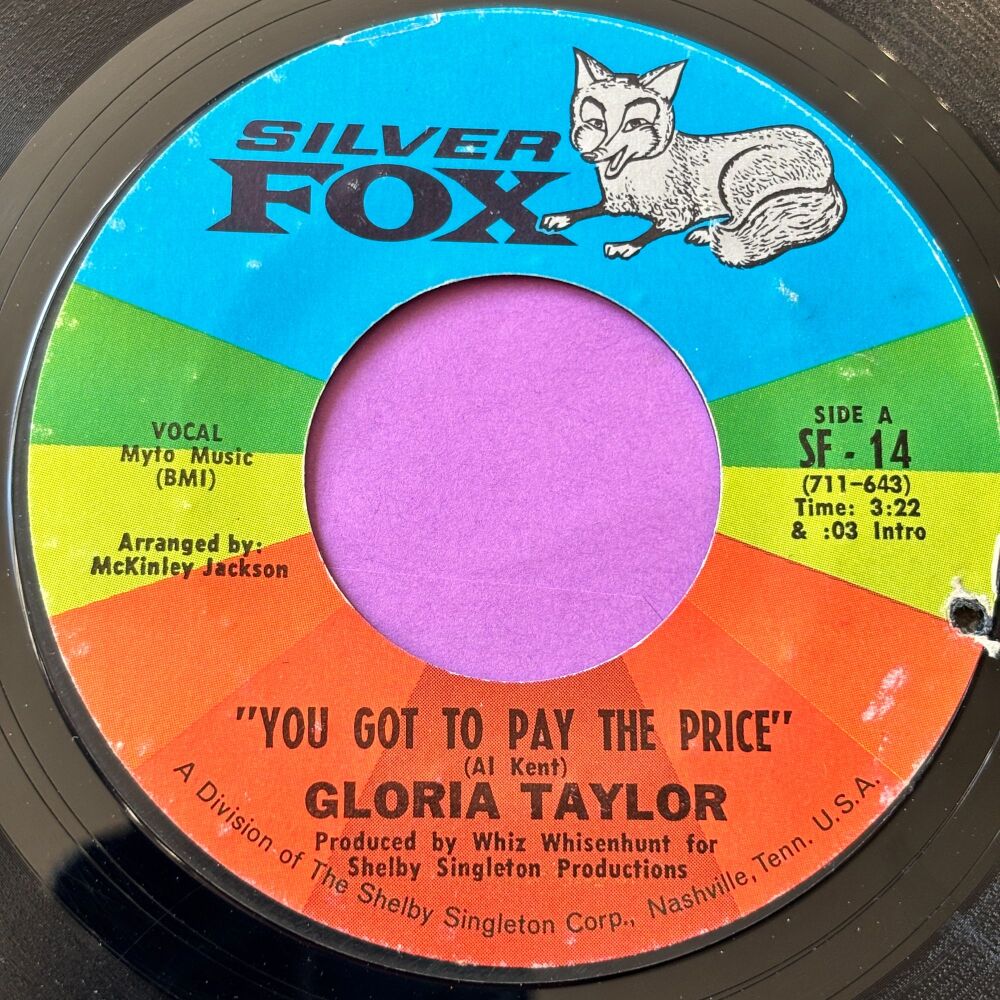 SILVER
FOX
VOCAL
Myto Music
(BMI)
Arranged by:
McKinley Jackson
SIDE A
SF - 14
(711-643)
Time: 3:22
& :03 Intro
"YOU GOT TO PAY THE PRICE"
(Al Kent)
GLORIA TAYLOR
Produced by Whiz Whisenhunt for
Shelby Singleton Productions
A Division of The Shelby Singleton Corp., Nashville, Tenn. U.S.A.